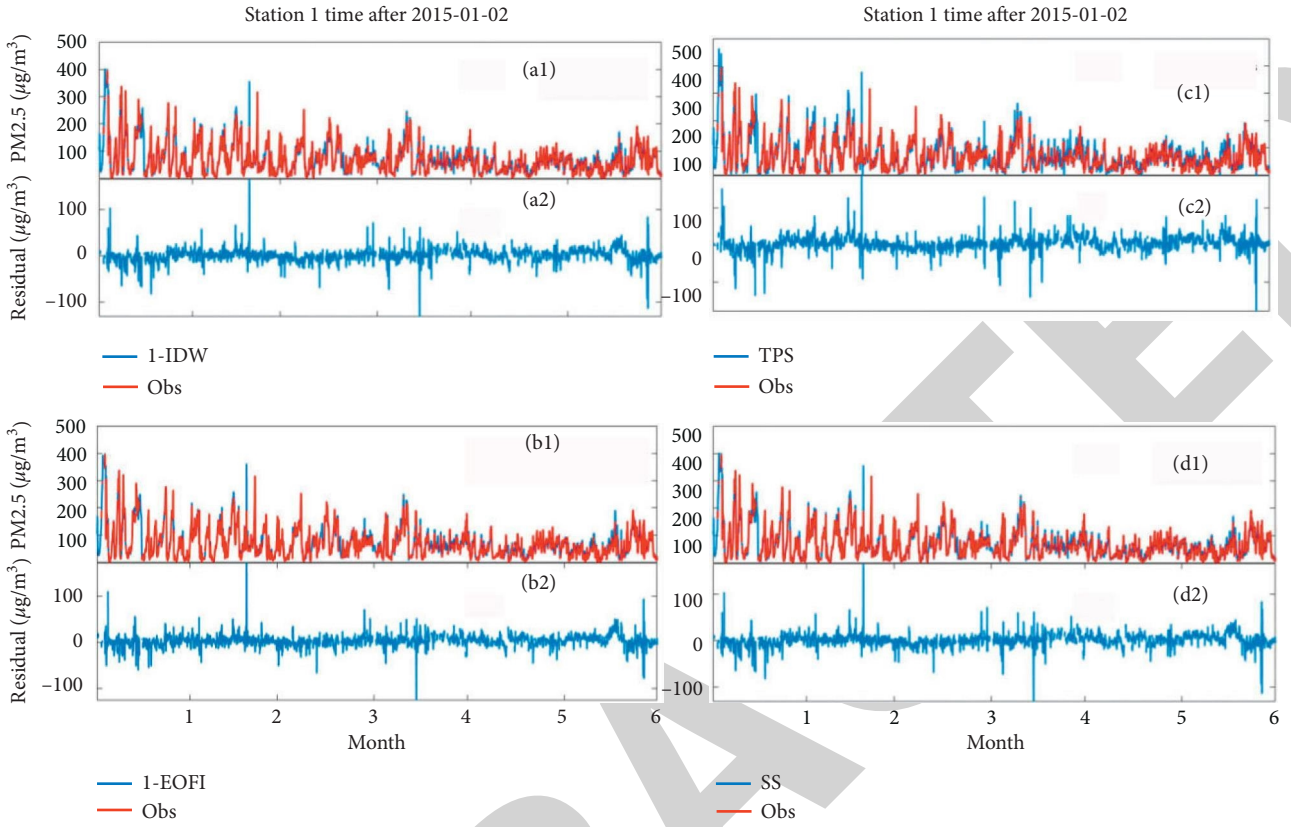 Station 1 time after 2015-01-02
PM2.5 (μg/m³)
500
400
300
200
100
(a1)
Residual (μg/m³)
100
0
−100
(a2)
1-IDW
Obs
Station 1 time after 2015-01-02
500
400
300
200
100
(c1)
100
0
−100
(c2)
TPS
Obs
PM2.5 (μg/m³)
500
400
300
200
100
(b1)
Residual (μg/m³)
100
0
−100
(b2)
1 2 3 4 5 6
Month
1-EOFI
Obs
500
400
300
200
100
(d1)
100
0
−100
(d2)
1 2 3 4 5 6
Month
SS
Obs